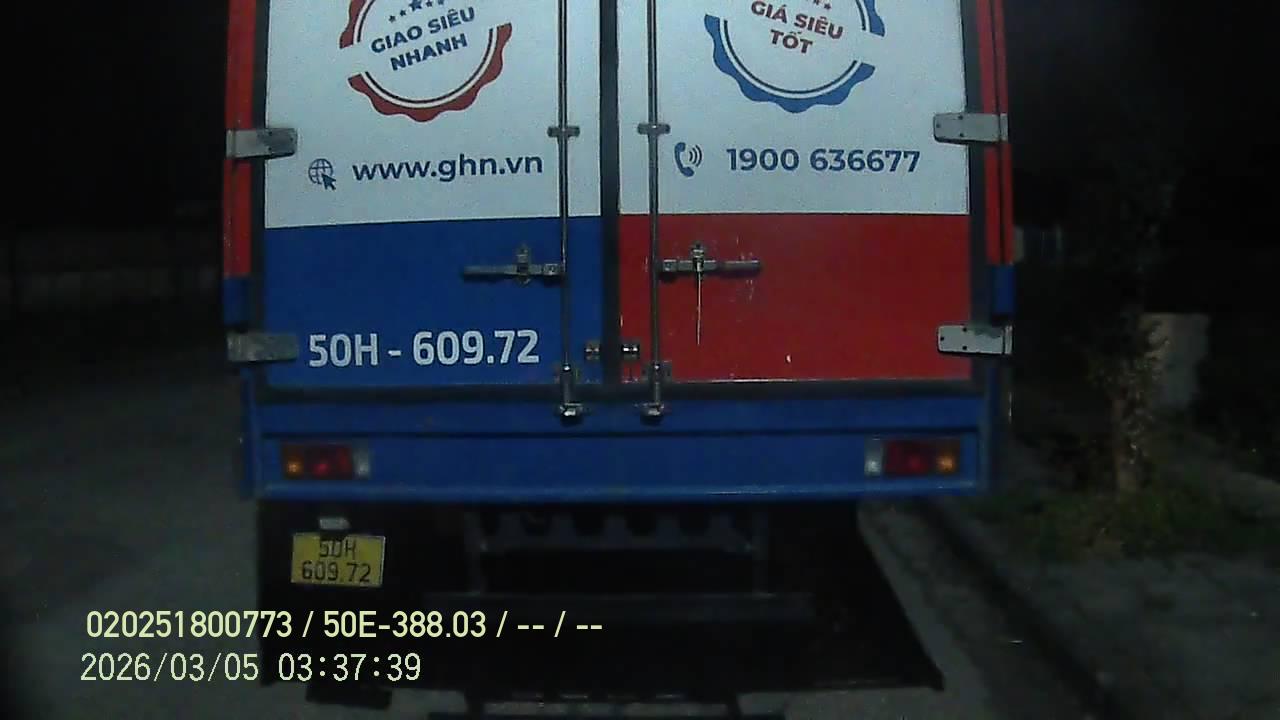 GIAO SIÊU
NHANH
GIÁ SIÊU
TỐT
www.ghn.vn
1900 636677
50H - 609.72
50H
609.72
020251800773 / 50E-388.03 / -- / --
2026/03/05 03:37:39